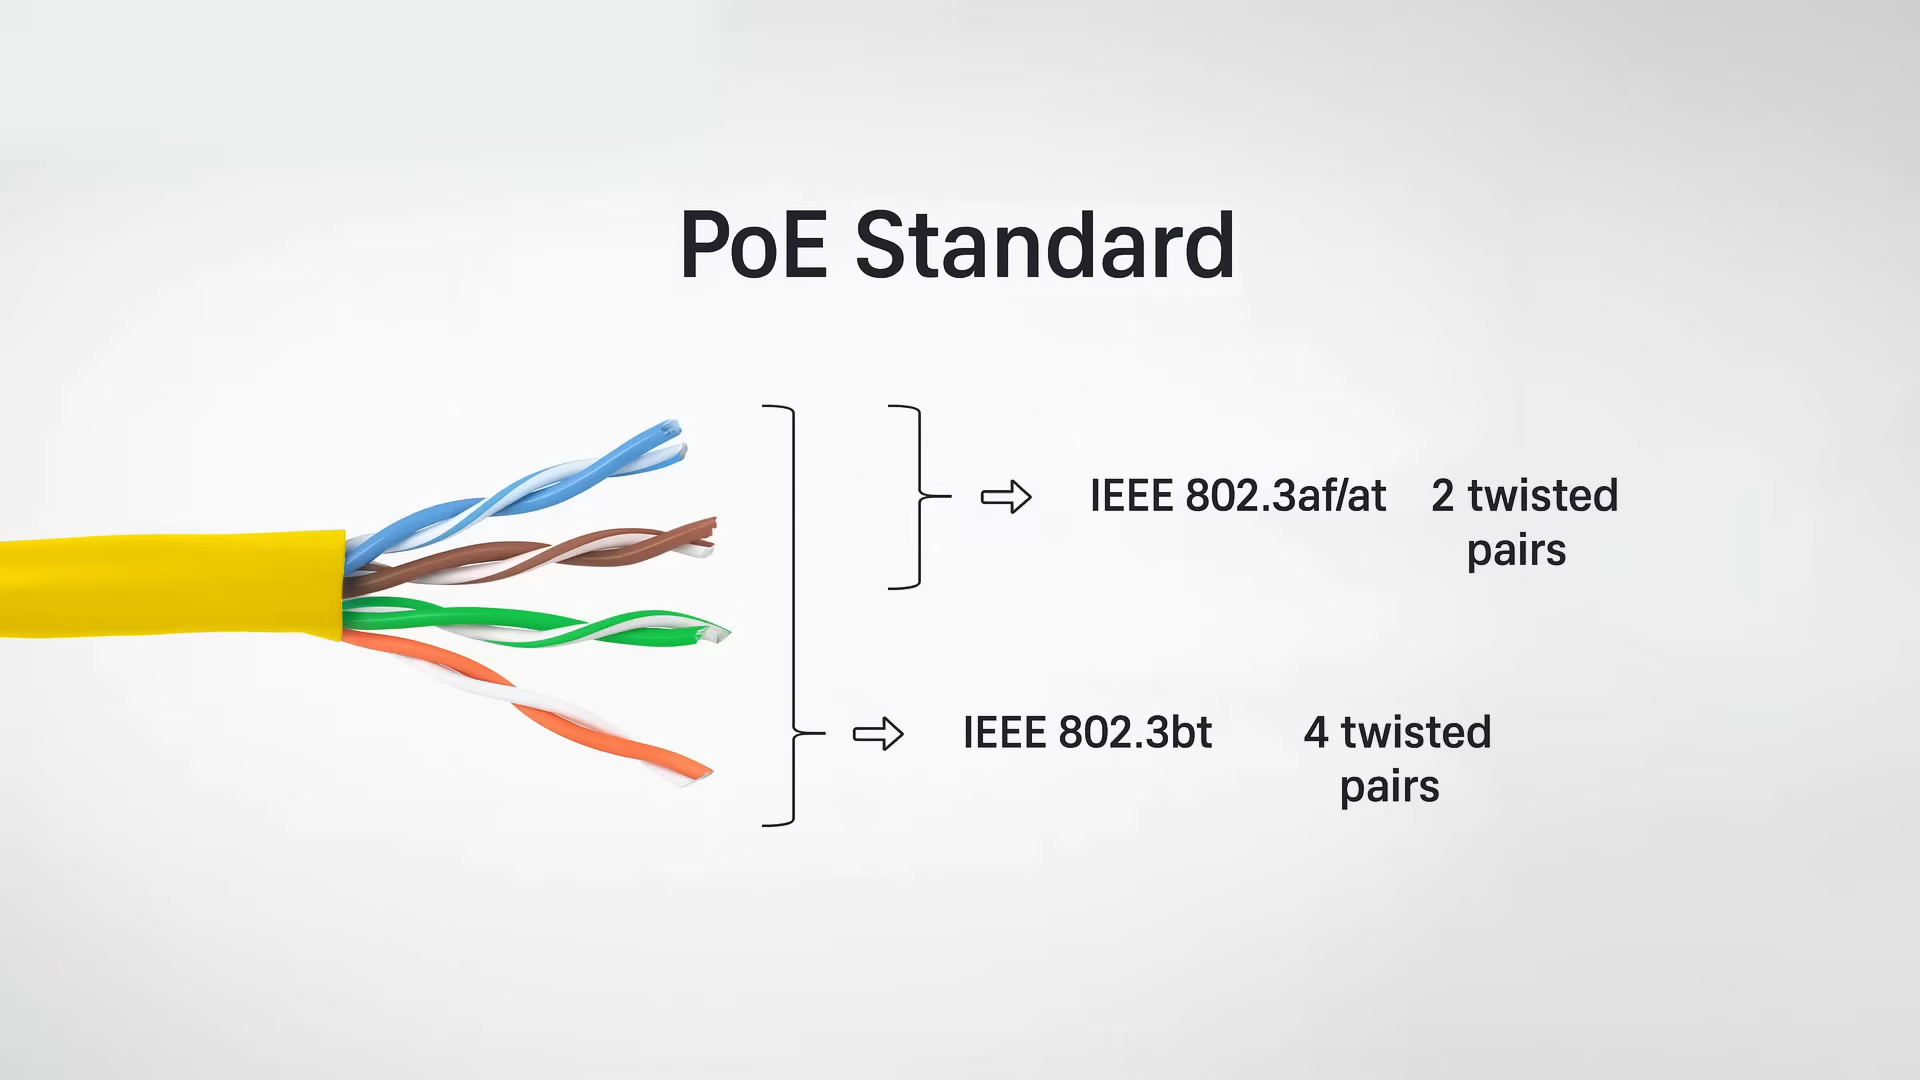 PoE Standard
IEEE 802.3af/at 2 twisted
pairs
IEEE 802.3bt 4 twisted
pairs